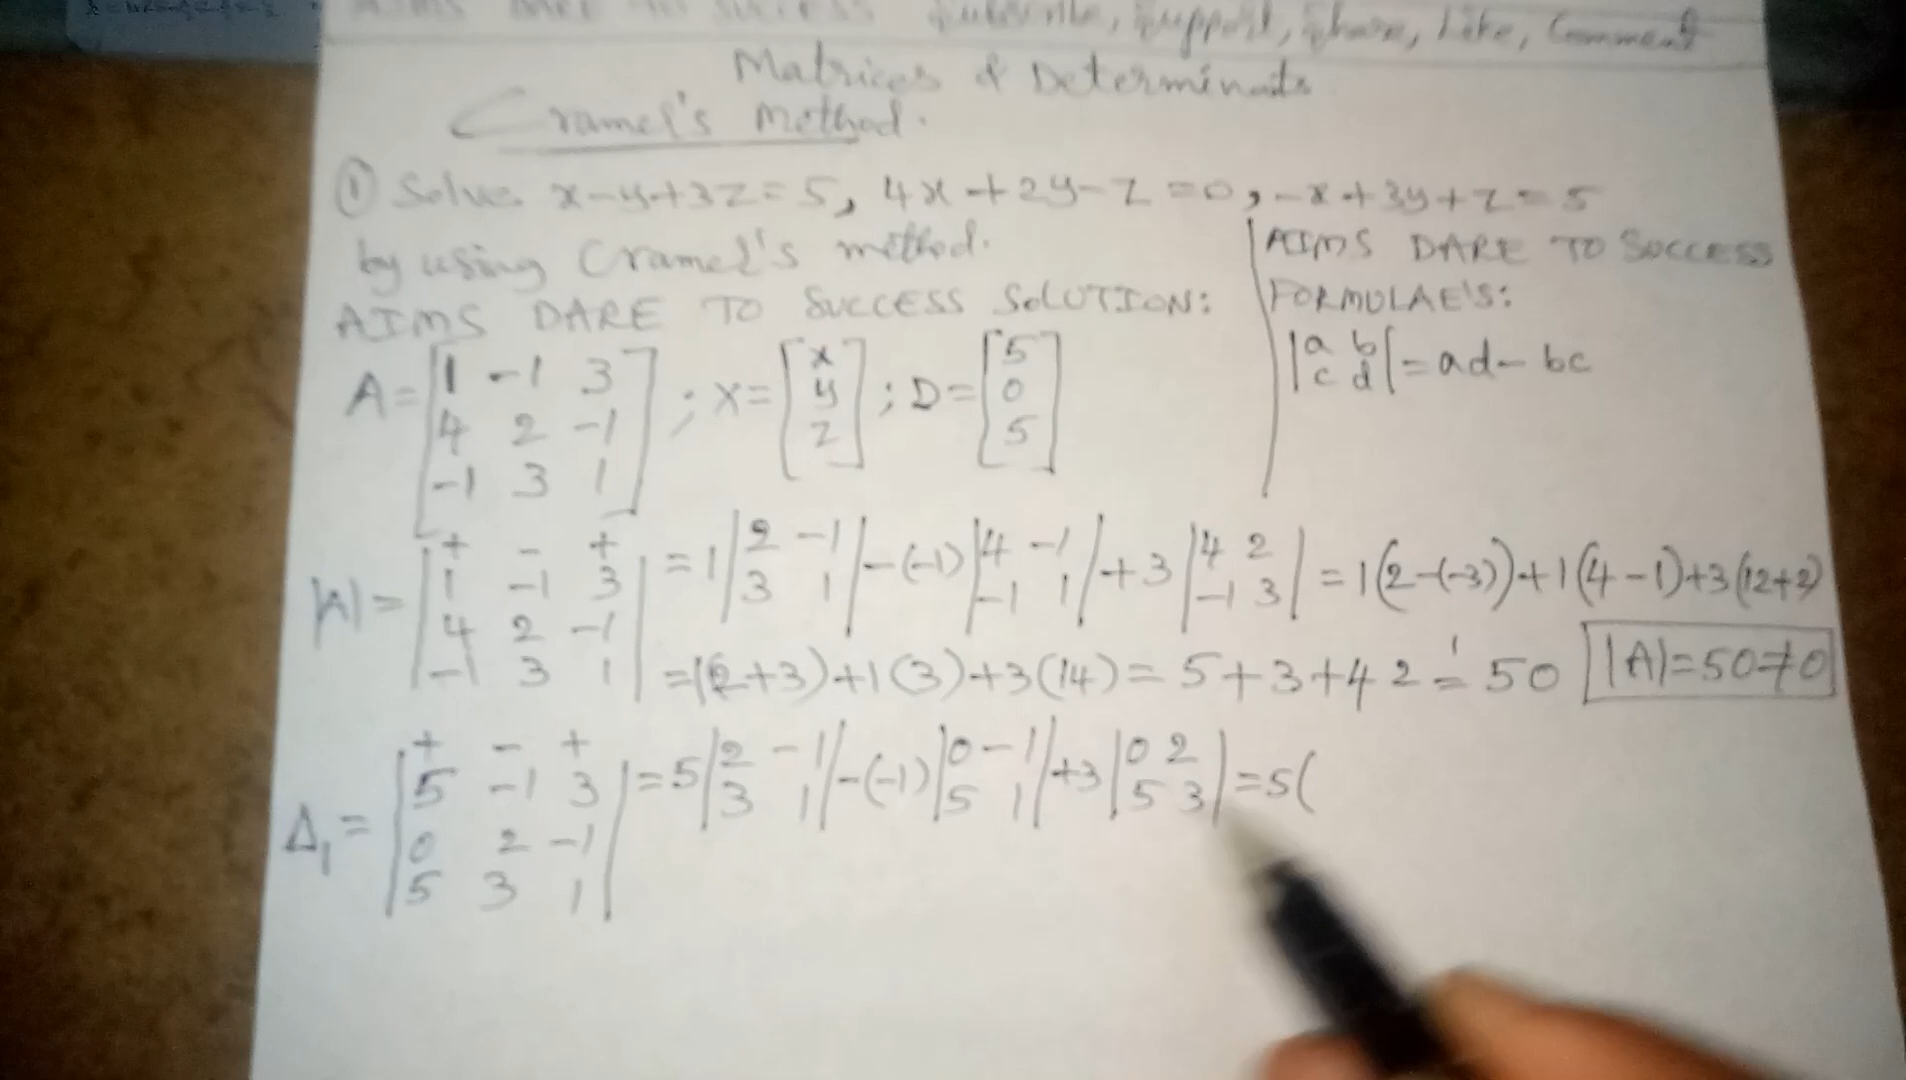 Subscribe, Support, Share, Like, Comment
Matrices & Determinats
Cramer's Method.
① Solve x-y+3z=5, 4x+2y-z=0, -x+3y+z=5
by using Cramer's method.
AIMS DARE TO SUCCESS SOLUTION:
AIMS DARE TO SUCCESS
FORMULAE'S:
|a b| = ad - bc
|c d|
A = [1 -1 3] ; X = [x] ; D = [5]
[4 2 -1] [y] [0]
[-1 3 1] [z] [5]
+ - +
|A| = |1 -1 3| = 1|2 -1| -(-1)|4 -1| +3|4 2| = 1(2-(-3))+1(4-1)+3(12+2)
|4 2 -1| |3 1| |-1 1| |-1 3|
|-1 3 1| =1(2+3)+1(3)+3(14) = 5+3+42 = 50 |A|=50≠0
+ - +
Δ₁ = |5 -1 3| =5|2 -1| -(-1)|0 -1| +3|0 2| =5(
|0 2 -1| |3 1| |5 1| |5 3|
|5 3 1|